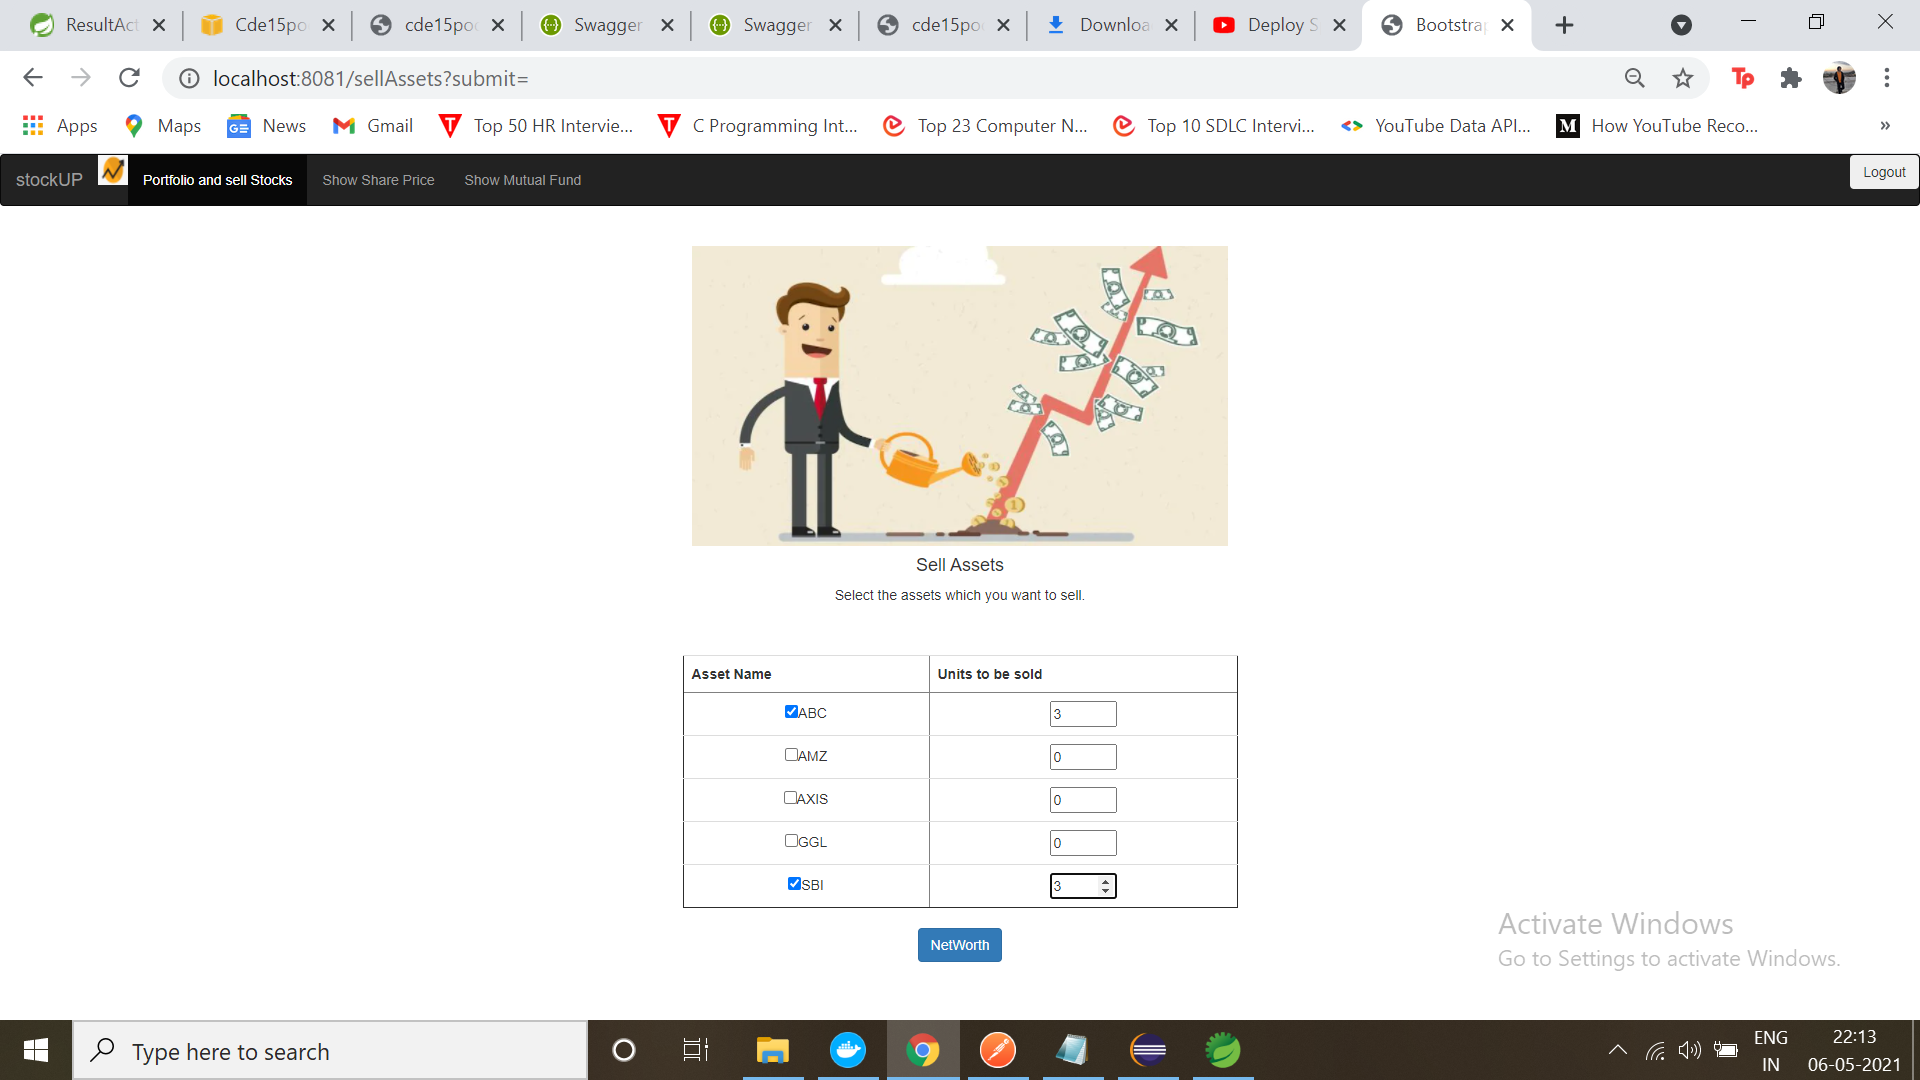 ResultAct Cde15po cde15po Swagger Swagger cde15po Downloa Deploy S Bootstrap
localhost:8081/sellAssets?submit=
Apps Maps News Gmail Top 50 HR Intervie... C Programming Int... Top 23 Computer N... Top 10 SDLC Intervi... YouTube Data API... How YouTube Reco... »
stockUP Portfolio and sell Stocks Show Share Price Show Mutual Fund Logout
Sell Assets
Select the assets which you want to sell.
Asset Name Units to be sold
ABC 3
AMZ 0
AXIS 0
GGL 0
SBI 3
NetWorth
Activate Windows
Go to Settings to activate Windows.
Type here to search
ENG 22:13
IN 06-05-2021